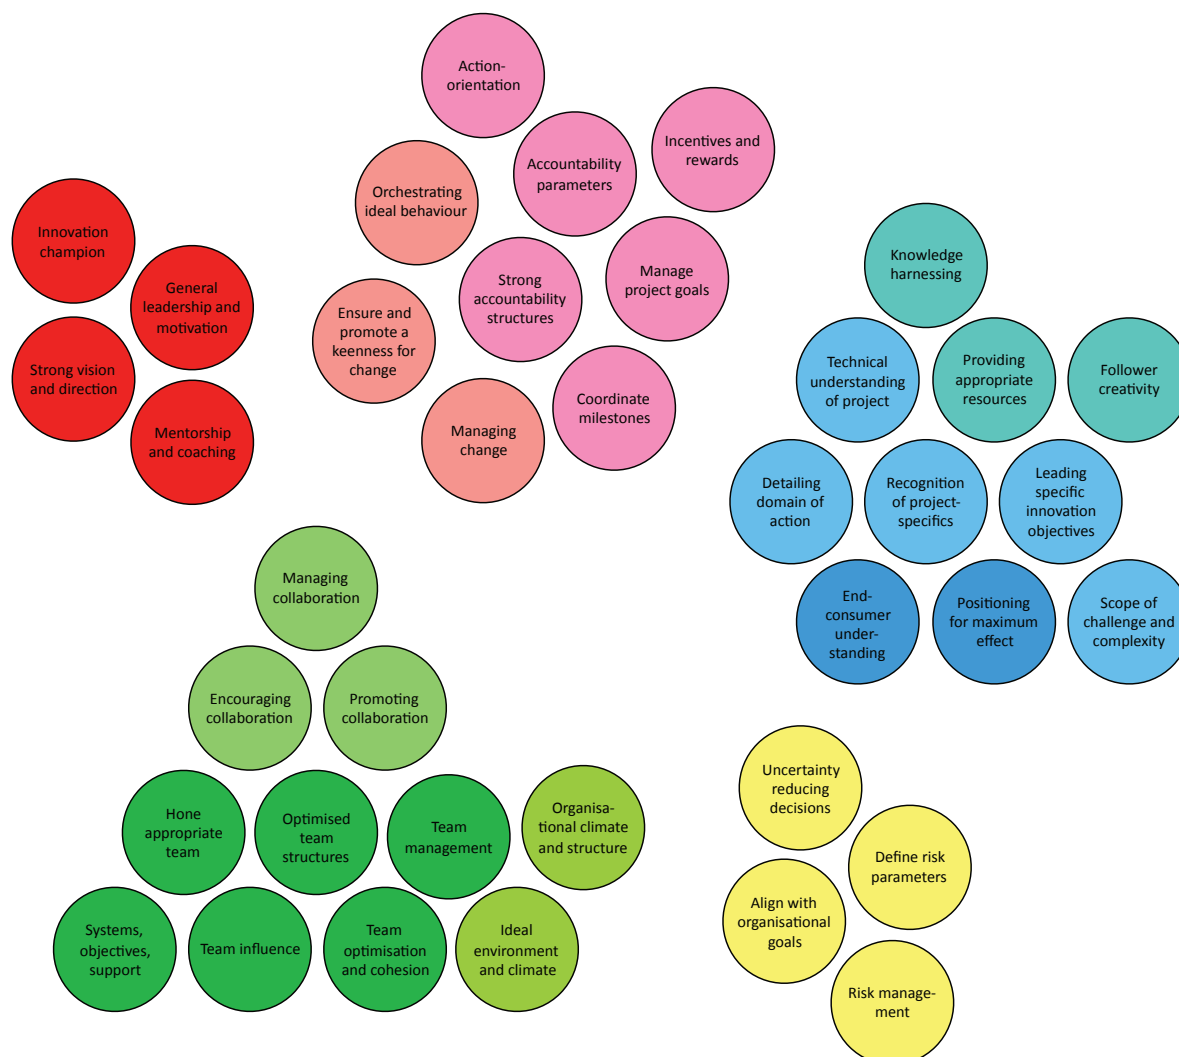 Action-
orientation
Incentives and
rewards
Accountability
parameters
Orchestrating
ideal behaviour
Manage
project goals
Strong
accountability
structures
Ensure and
promote a
keenness for
change
Coordinate
milestones
Managing
change
Innovation
champion
General
leadership and
motivation
Strong vision
and direction
Mentorship
and coaching
Knowledge
harnessing
Technical
understanding
of project
Providing
appropriate
resources
Follower
creativity
Detailing
domain of
action
Recognition
of project-
specifics
Leading
specific
innovation
objectives
End-
consumer
under-
standing
Positioning
for maximum
effect
Scope of
challenge and
complexity
Managing
collaboration
Encouraging
collaboration
Promoting
collaboration
Hone
appropriate
team
Optimised
team
structures
Team
management
Organisa-
tional climate
and structure
Systems,
objectives,
support
Team influence
Team
optimisation
and cohesion
Ideal
environment
and climate
Uncertainty
reducing
decisions
Define risk
parameters
Align with
organisational
goals
Risk manage-
ment